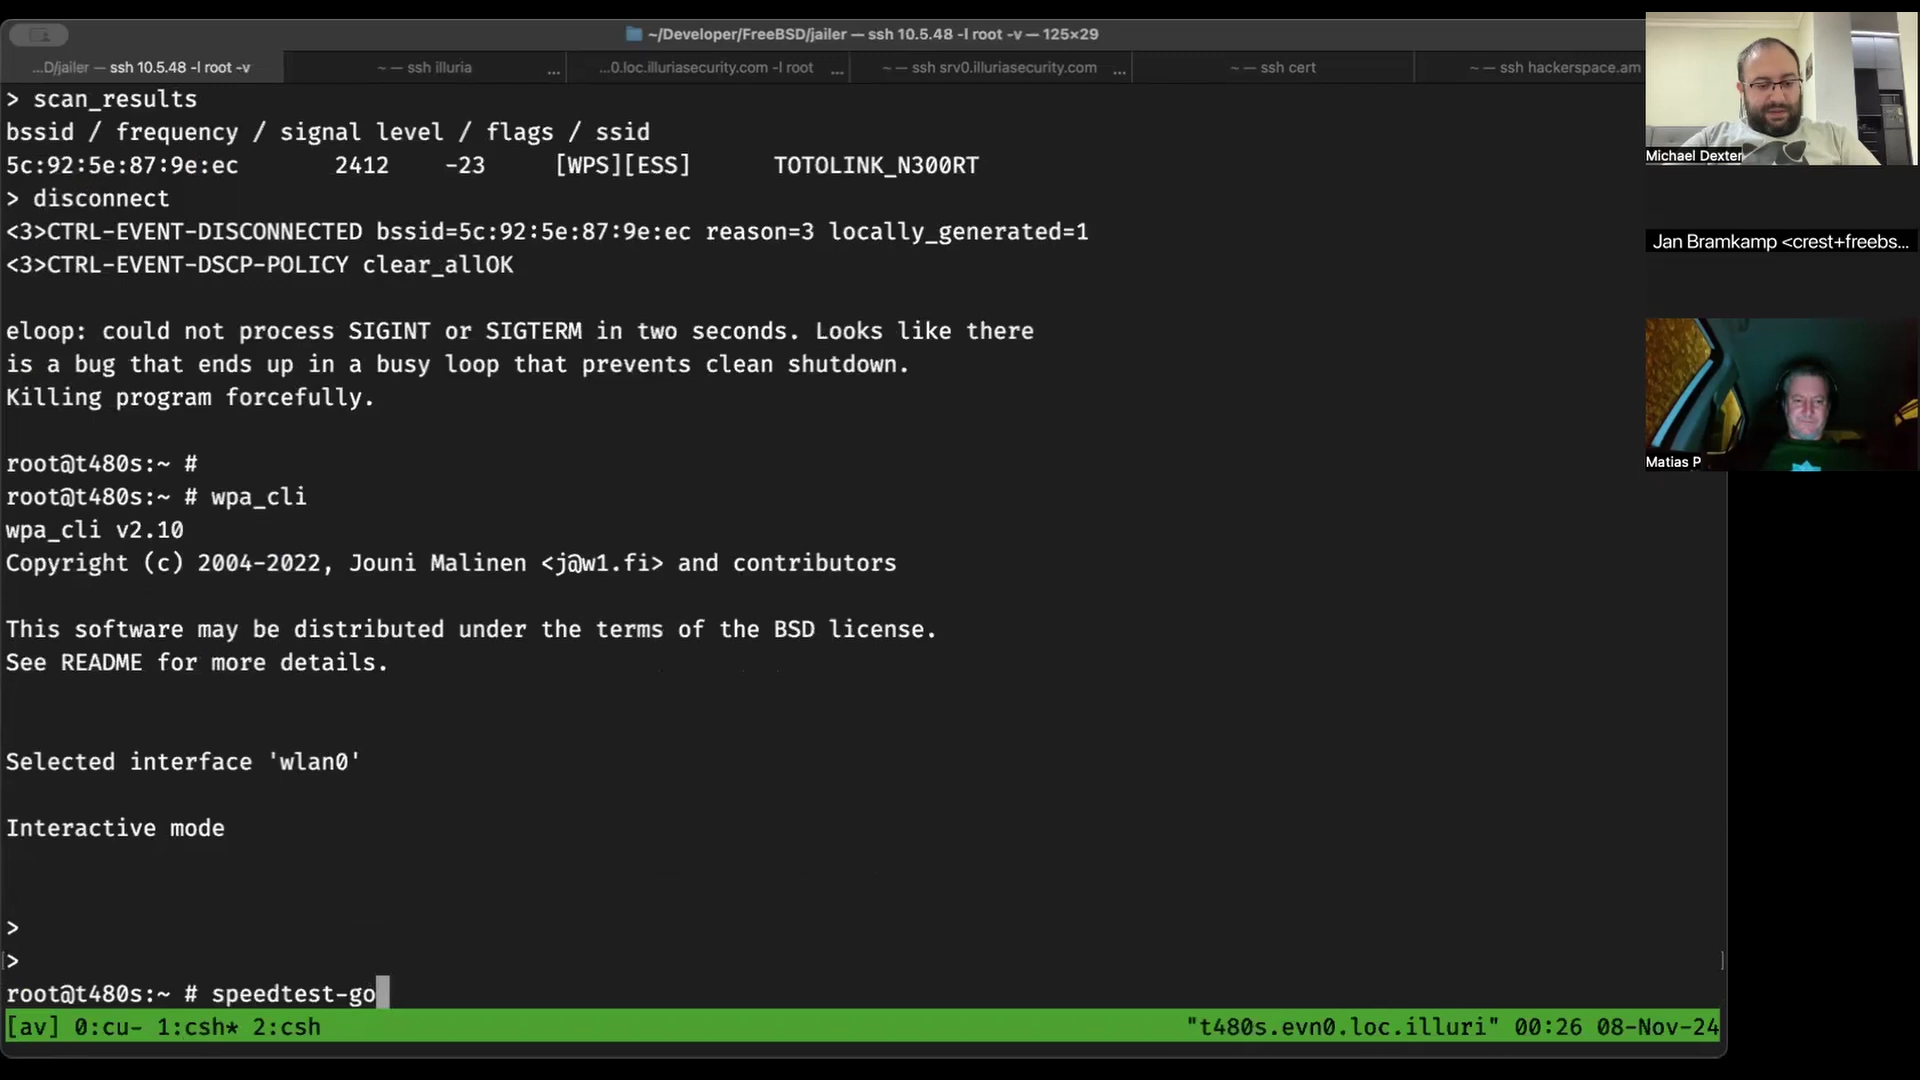 ~/Developer/FreeBSD/jailer — ssh 10.5.48 -l root -v — 125×29
...D/jailer — ssh 10.5.48 -l root -v
~ — ssh illuria ...
...0.loc.illuriasecurity.com -l root ...
~ — ssh srv0.illuriasecurity.com ...
~ — ssh cert
~ — ssh hackerspace.am
> scan_results
bssid / frequency / signal level / flags / ssid
5c:92:5e:87:9e:ec 2412 -23 [WPS][ESS] TOTOLINK_N300RT
> disconnect
<3>CTRL-EVENT-DISCONNECTED bssid=5c:92:5e:87:9e:ec reason=3 locally_generated=1
<3>CTRL-EVENT-DSCP-POLICY clear_allOK
eloop: could not process SIGINT or SIGTERM in two seconds. Looks like there
is a bug that ends up in a busy loop that prevents clean shutdown.
Killing program forcefully.
root@t480s:~ #
root@t480s:~ # wpa_cli
wpa_cli v2.10
Copyright (c) 2004-2022, Jouni Malinen <j@w1.fi> and contributors
This software may be distributed under the terms of the BSD license.
See README for more details.
Selected interface 'wlan0'
Interactive mode
>
>
root@t480s:~ # speedtest-go
[av] 0:cu- 1:csh* 2:csh "t480s.evn0.loc.illuri" 00:26 08-Nov-24
Michael Dexter
Jan Bramkamp <crest+freebs...
Matias P